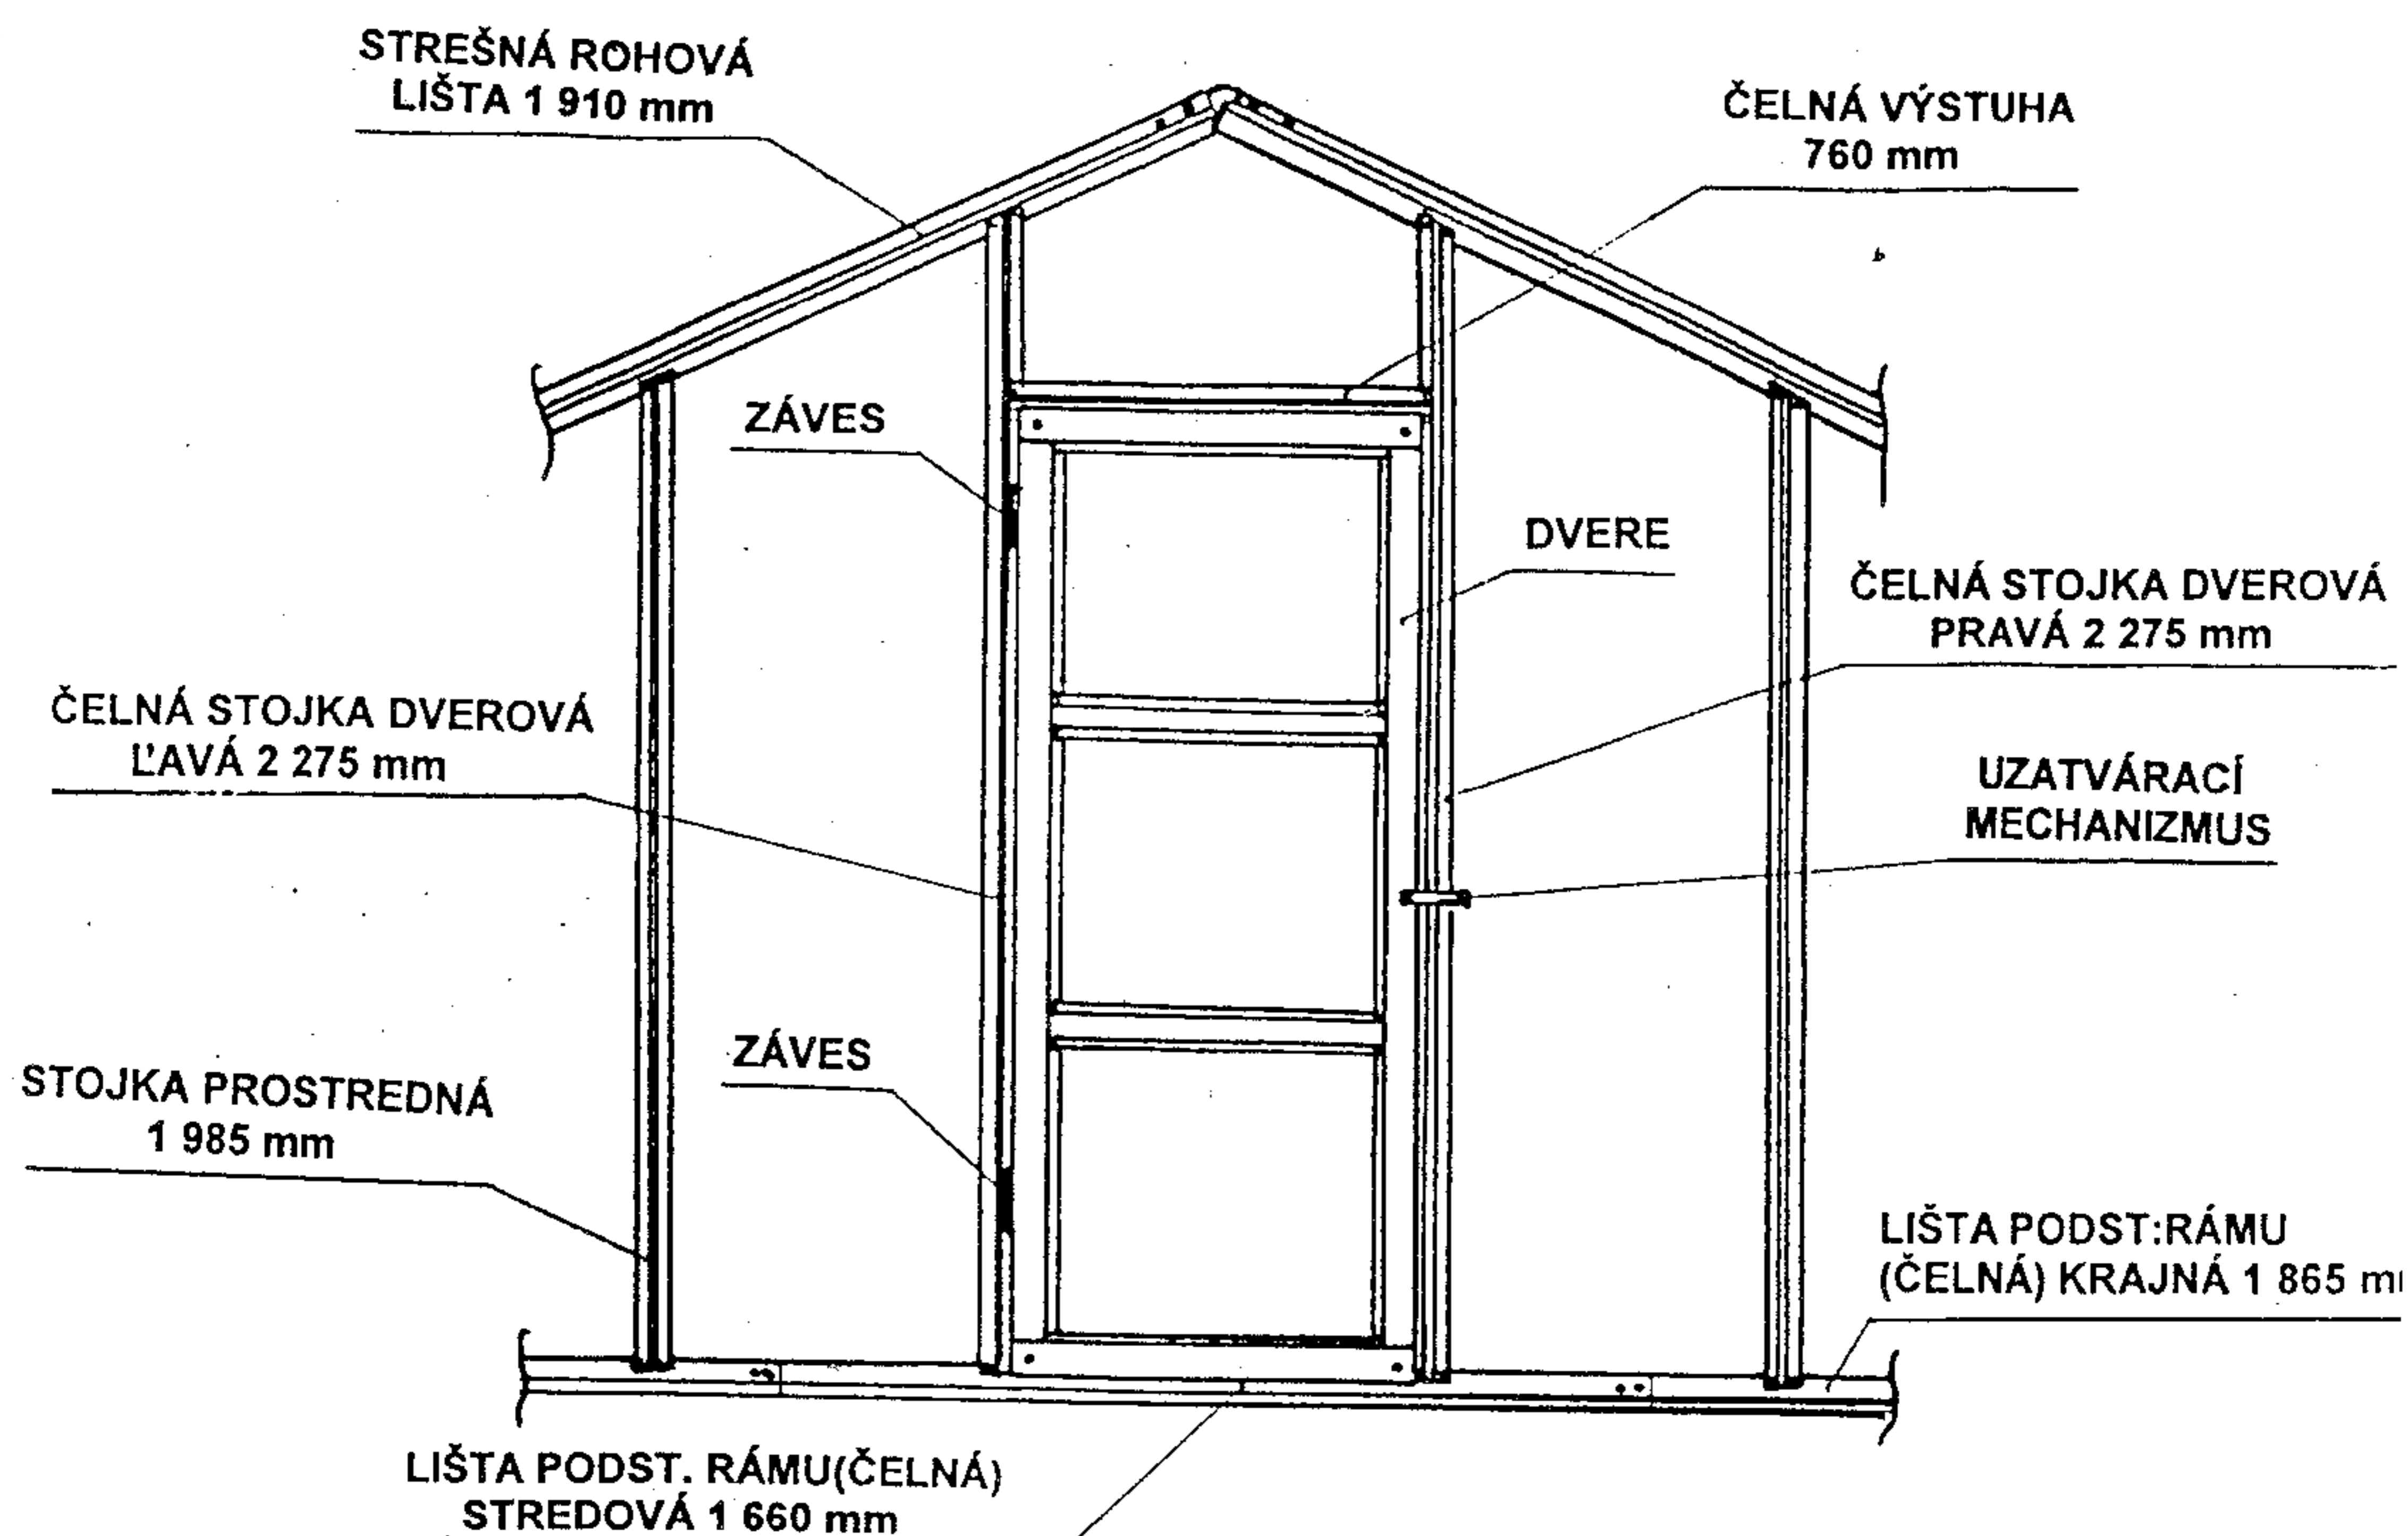 STREŠNÁ ROHOVÁ
LIŠTA 1 910 mm
ČELNÁ VÝSTUHA
760 mm
ZÁVES
DVERE
ČELNÁ STOJKA DVEROVÁ
PRAVÁ 2 275 mm
ČELNÁ STOJKA DVEROVÁ
ĽAVÁ 2 275 mm
UZATVÁRACÍ
MECHANIZMUS
ZÁVES
STOJKA PROSTREDNÁ
1 985 mm
LIŠTA PODST:RÁMU
(ČELNÁ) KRAJNÁ 1 865 m
LIŠTA PODST. RÁMU(ČELNÁ)
STREDOVÁ 1 660 mm